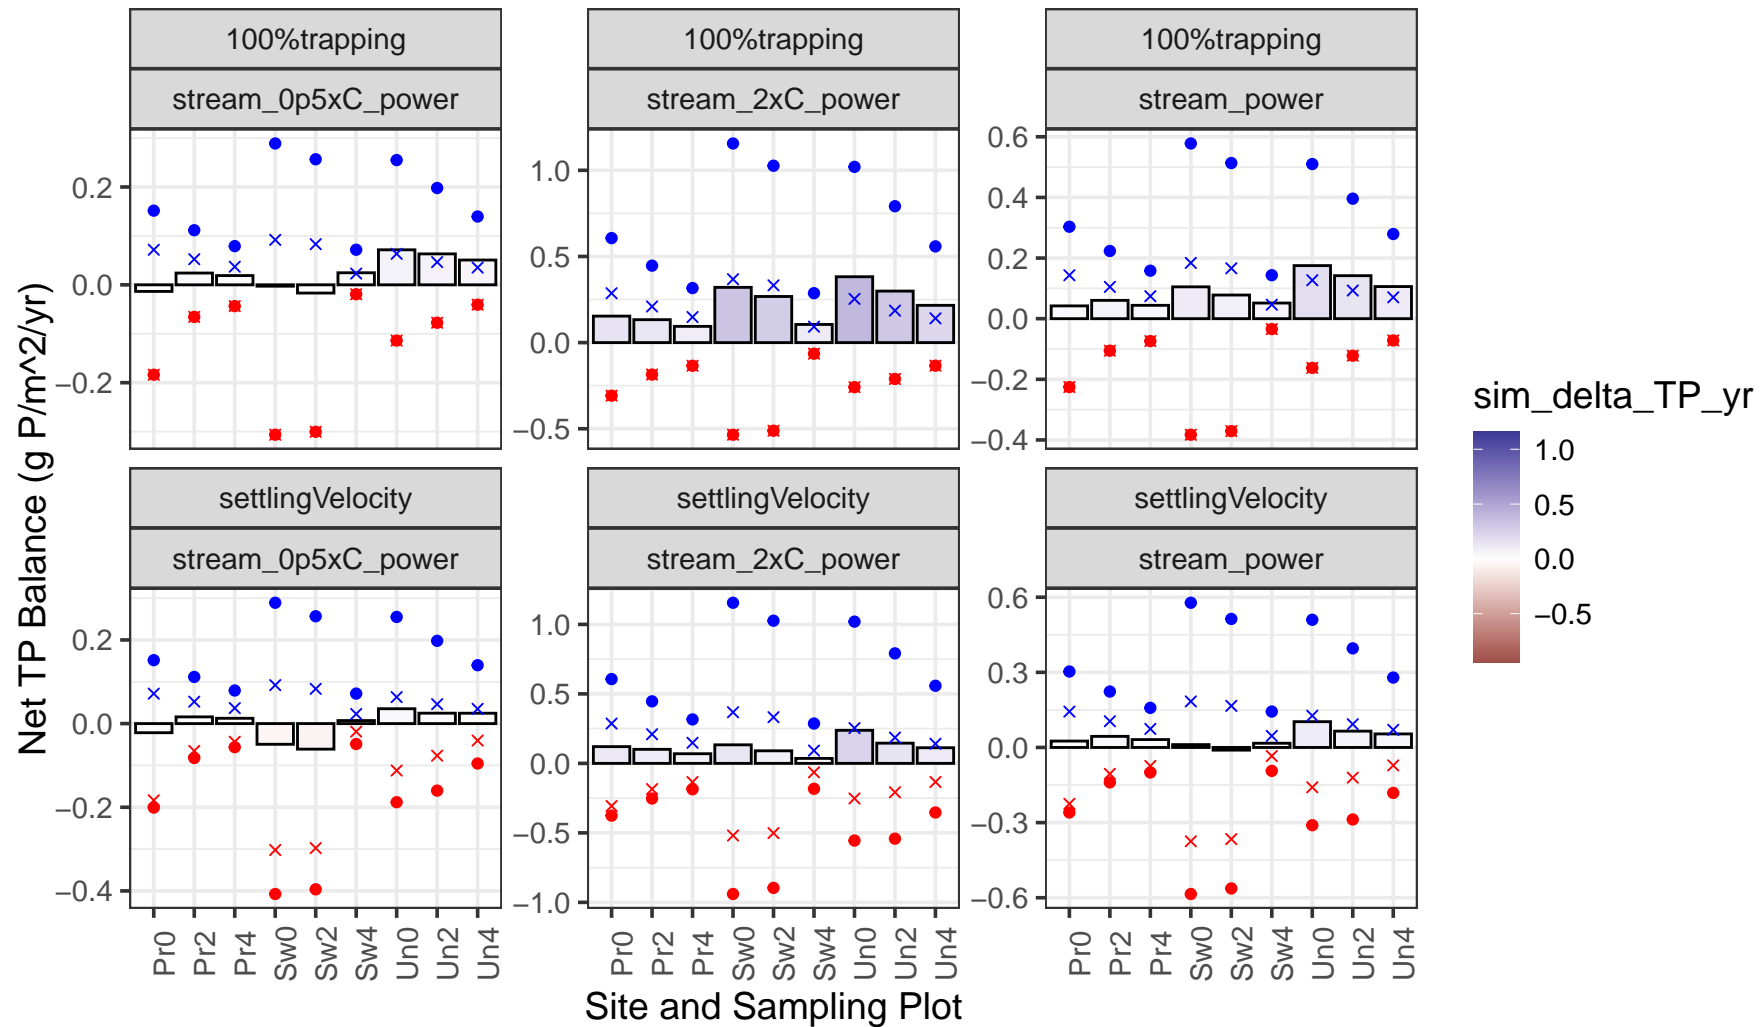 100%trapping
100%trapping
100%trapping
stream_0p5xC_power
stream_2xC_power
stream_power
0.2
0.0
−0.2
1.0
0.5
0.0
−0.5
0.6
0.4
0.2
0.0
−0.2
−0.4
settlingVelocity
settlingVelocity
settlingVelocity
stream_0p5xC_power
stream_2xC_power
stream_power
0.2
0.0
−0.2
−0.4
1.0
0.5
0.0
−0.5
−1.0
0.6
0.3
0.0
−0.3
−0.6
Pr0
Pr2
Pr4
Sw0
Sw2
Sw4
Un0
Un2
Un4
Pr0
Pr2
Pr4
Sw0
Sw2
Sw4
Un0
Un2
Un4
Pr0
Pr2
Pr4
Sw0
Sw2
Sw4
Un0
Un2
Un4
Site and Sampling Plot
Net TP Balance (g P/m^2/yr)
sim_delta_TP_yr
1.0
0.5
0.0
−0.5